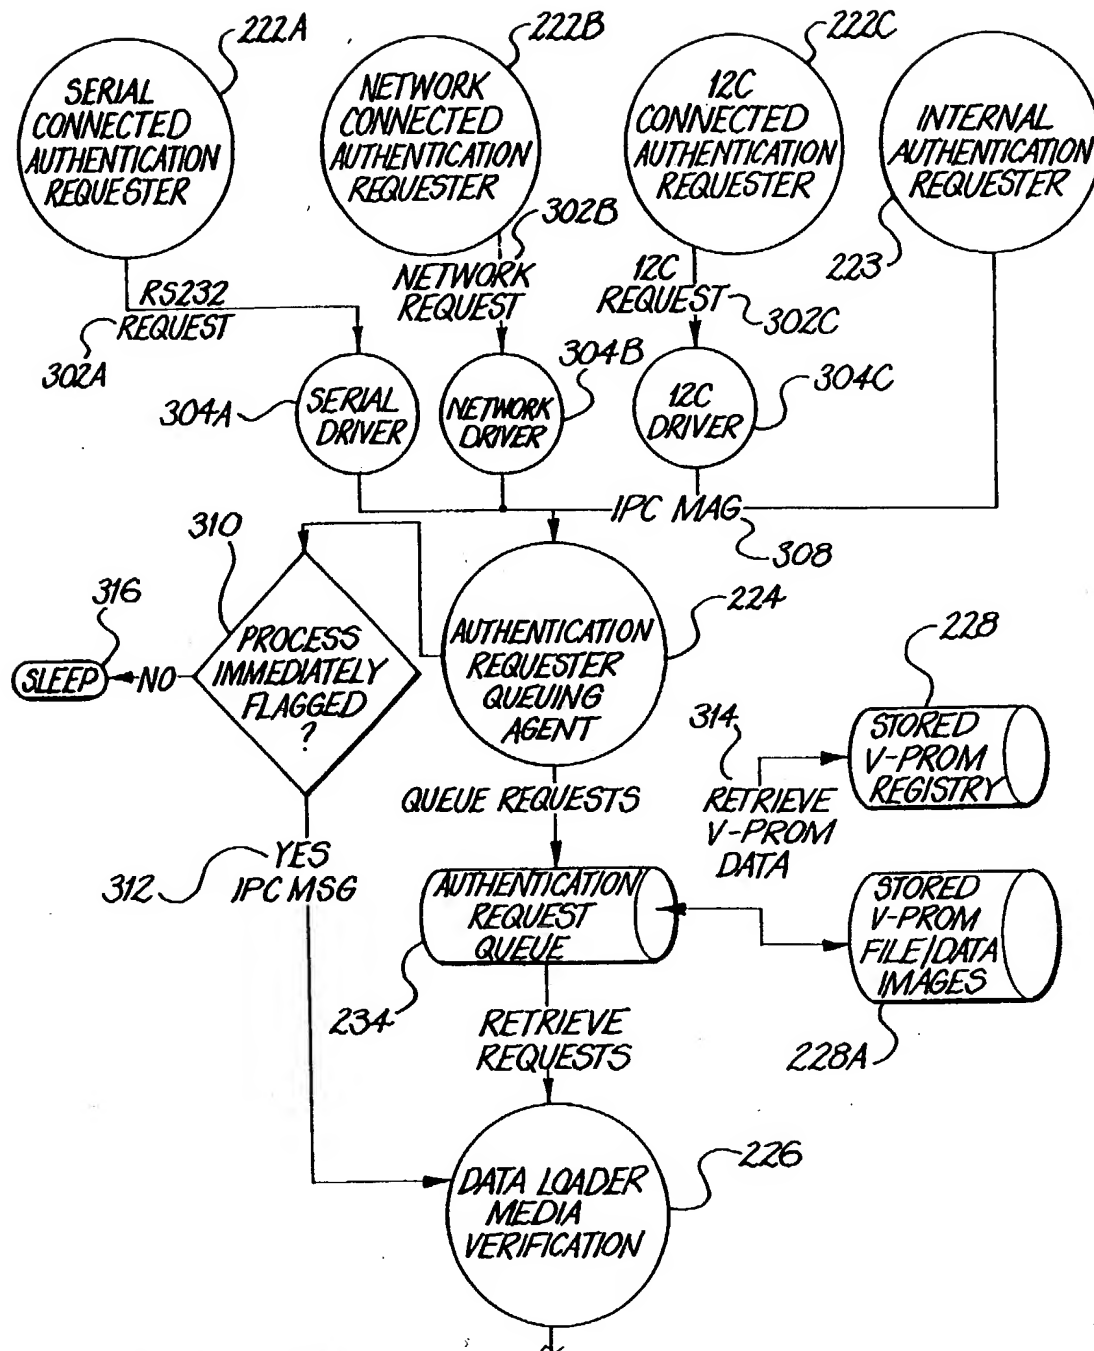 222A
222B
222C
SERIAL
CONNECTED
AUTHENTICATION
REQUESTER
NETWORK
CONNECTED
AUTHENTICATION
REQUESTER
12C
CONNECTED
AUTHENTICATION
REQUESTER
INTERNAL
AUTHENTICATION
REQUESTER
223
302B
RS232
REQUEST
302A
NETWORK
REQUEST
12C
REQUEST
302C
304A
SERIAL
DRIVER
304B
NETWORK
DRIVER
12C
DRIVER
304C
IPC MAG
308
310
316
SLEEP
NO
PROCESS
IMMEDIATELY
FLAGGED
?
AUTHENTICATION
REQUESTER
QUEUING
AGENT
224
228
STORED
V-PROM
REGISTRY
314
RETRIEVE
V-PROM
DATA
QUEUE REQUESTS
YES
IPC MSG
312
AUTHENTICATION
REQUEST
QUEUE
234
STORED
V-PROM
FILE/DATA
IMAGES
228A
RETRIEVE
REQUESTS
DATA LOADER
MEDIA
VERIFICATION
226